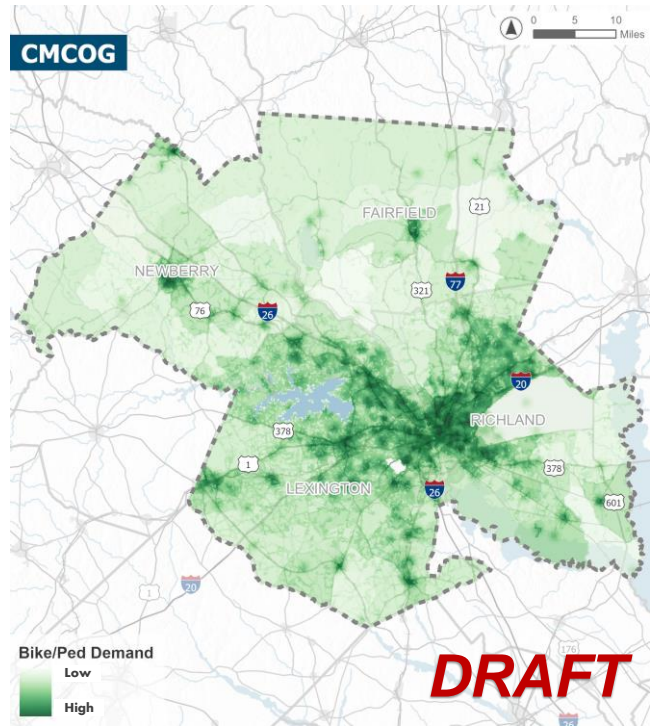 CMCOG
0 5 10
Miles
FAIRFIELD
21
NEWBERRY
77
321
76
26
20
RICHLAND
378
378
1
LEXINGTON
26
601
20
1
Bike/Ped Demand
Low
High
DRAFT
176
26